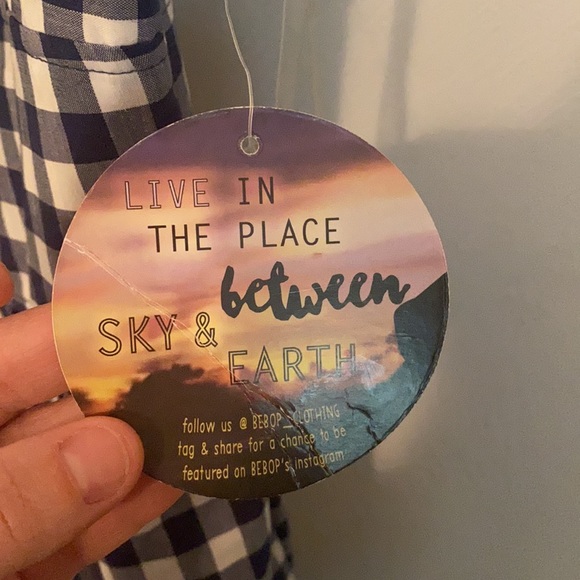 LIVE IN
THE PLACE
between
SKY &
EARTH
follow us @ BEBOP_CLOTHING
tag & share for a chance to be
featured on BEBOP's instagram